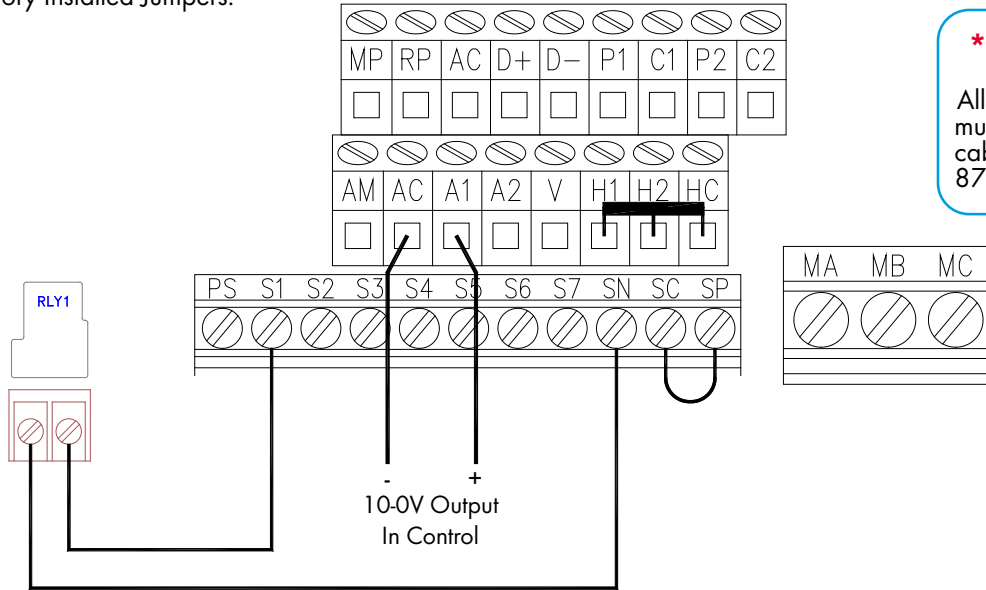 ory Installed Jumpers.
MP RP AC D+ D− P1 C1 P2 C2
*
All
mu
cab
87
AM AC A1 A2 V H1 H2 HC
MA MB MC
PS S1 S2 S3 S4 S5 S6 S7 SN SC SP
RLY1
- +
10-0V Output
In Control